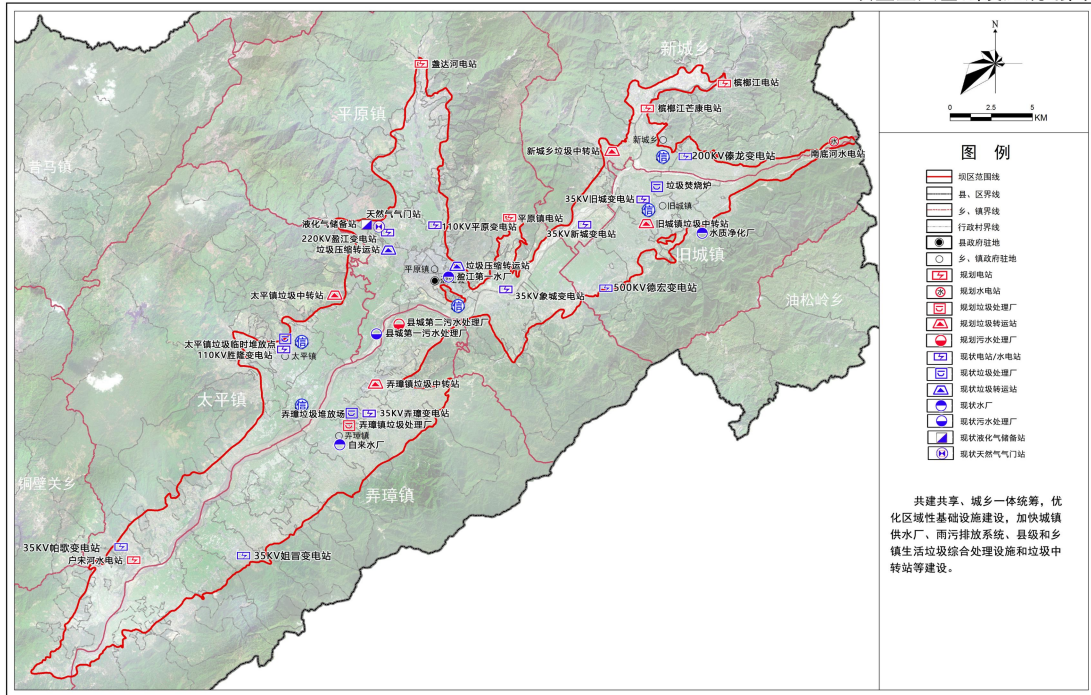 新城乡
盏达河电站
槟榔江电站
槟榔江芒康电站
平原镇
新城乡
新城乡垃圾中转站
信
200KV傣龙变电站
南底河水电站
水
昔马镇
垃圾焚烧炉
35KV旧城变电站
旧城镇
信
天然气气门站
液化气储备站
220KV盈江变电站
垃圾压缩转运站
110KV平原变电站
平原镇电站
35KV新城变电站
旧城镇垃圾中转站
水质净化厂
旧城镇
平原镇
垃圾压缩转运站
盈江第一水厂
35KV象城变电站
500KV德宏变电站
油松岭乡
太平镇垃圾中转站
信
县城第二污水处理厂
县城第一污水处理厂
太平镇垃圾临时堆放点
110KV胜隆变电站
太平镇
信
弄璋镇垃圾中转站
太平镇
信
弄璋垃圾堆放场
35KV弄璋变电站
弄璋镇垃圾处理厂
弄璋镇
自来水厂
铜壁关乡
弄璋镇
35KV帕歌变电站
户宋河水电站
35KV姐冒变电站
N
0 2.5 5
KM
图 例
坝区范围线
县、区界线
乡、镇界线
行政村界线
县政府驻地
乡、镇政府驻地
规划电站
水 规划水电站
规划垃圾处理厂
规划垃圾转运站
规划污水处理厂
现状电站/水电站
现状垃圾处理厂
现状垃圾转运站
现状水厂
现状污水处理厂
现状液化气储备站
现状天然气气门站
共建共享、城乡一体统筹，优
化区域性基础设施建设，加快城镇
供水厂、雨污排放系统、县级和乡
镇生活垃圾综合处理设施和垃圾中
转站等建设。